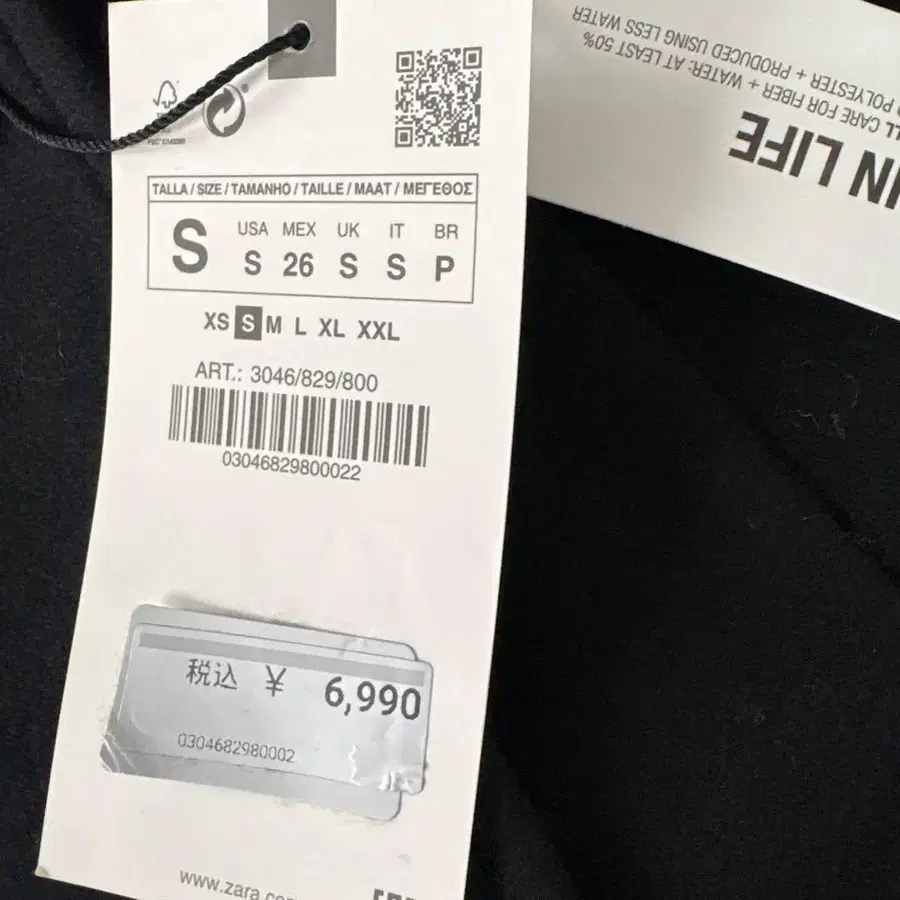 TALLA / SIZE / TAMANHO / TAILLE / MAAT / ΜΕΓΕΘΟΣ
S
USA MEX UK IT BR
S 26 S S P
XS S M L XL XXL
ART.: 3046/829/800
03046829800022
税込 ¥ 6,990
0304682980002
www.zara.co
IN LIFE
CARE FOR FIBER + WATER: AT LEAST 50%
POLYESTER + PRODUCED USING LESS WATER